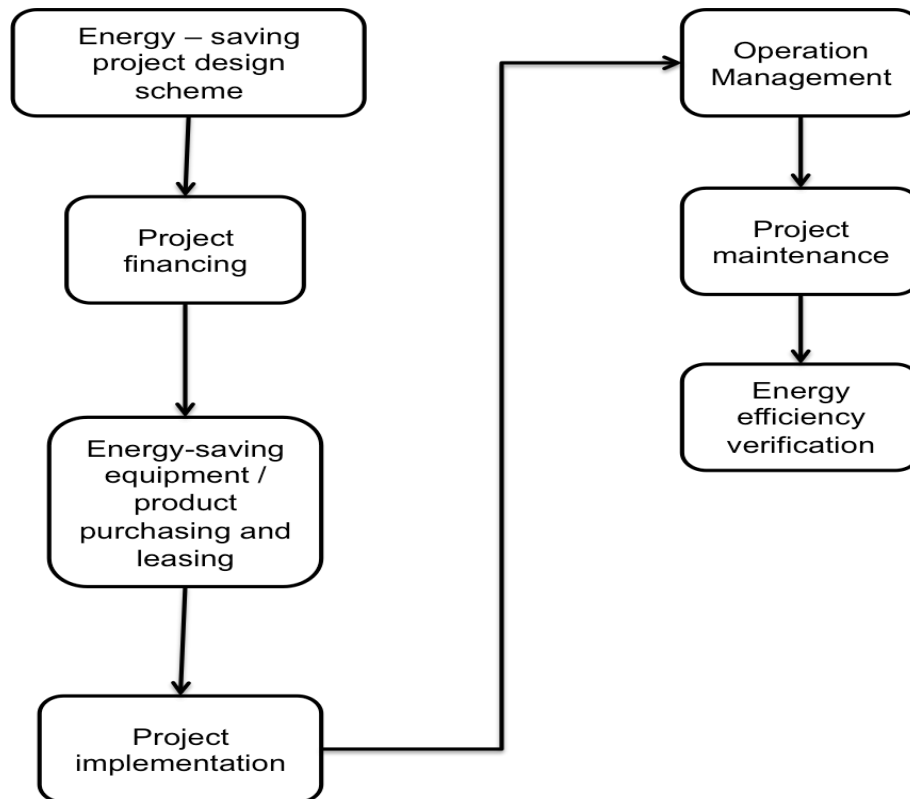 Energy – saving
project design
scheme
Project
financing
Energy-saving
equipment /
product
purchasing and
leasing
Project
implementation
Operation
Management
Project
maintenance
Energy
efficiency
verification